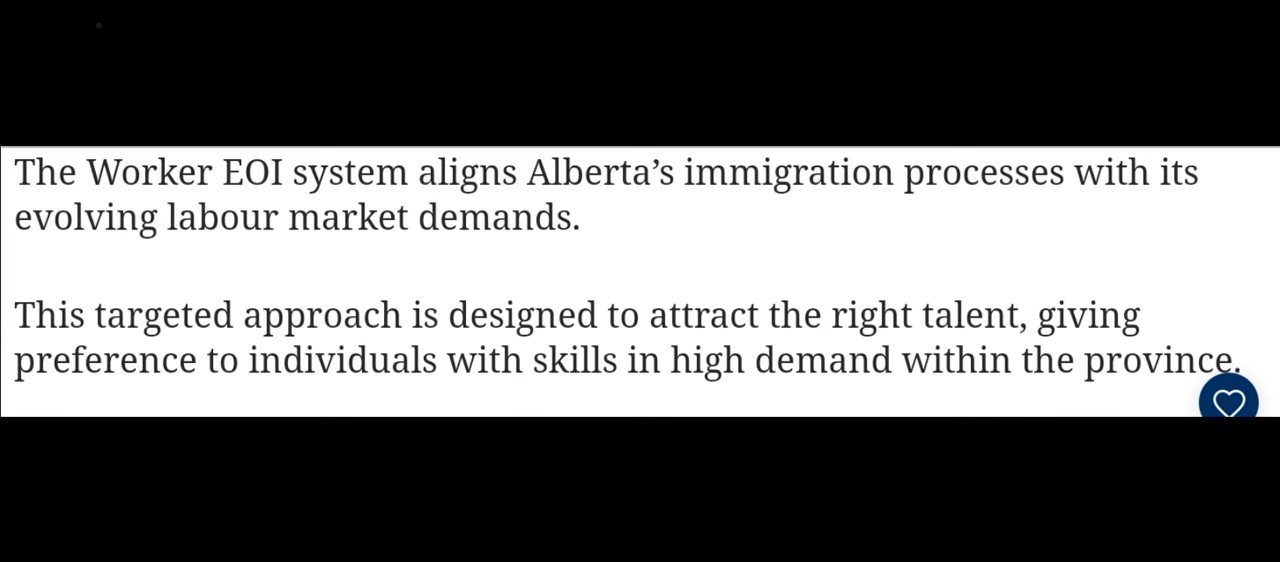 The Worker EOI system aligns Alberta’s immigration processes with its
evolving labour market demands.
This targeted approach is designed to attract the right talent, giving
preference to individuals with skills in high demand within the province.